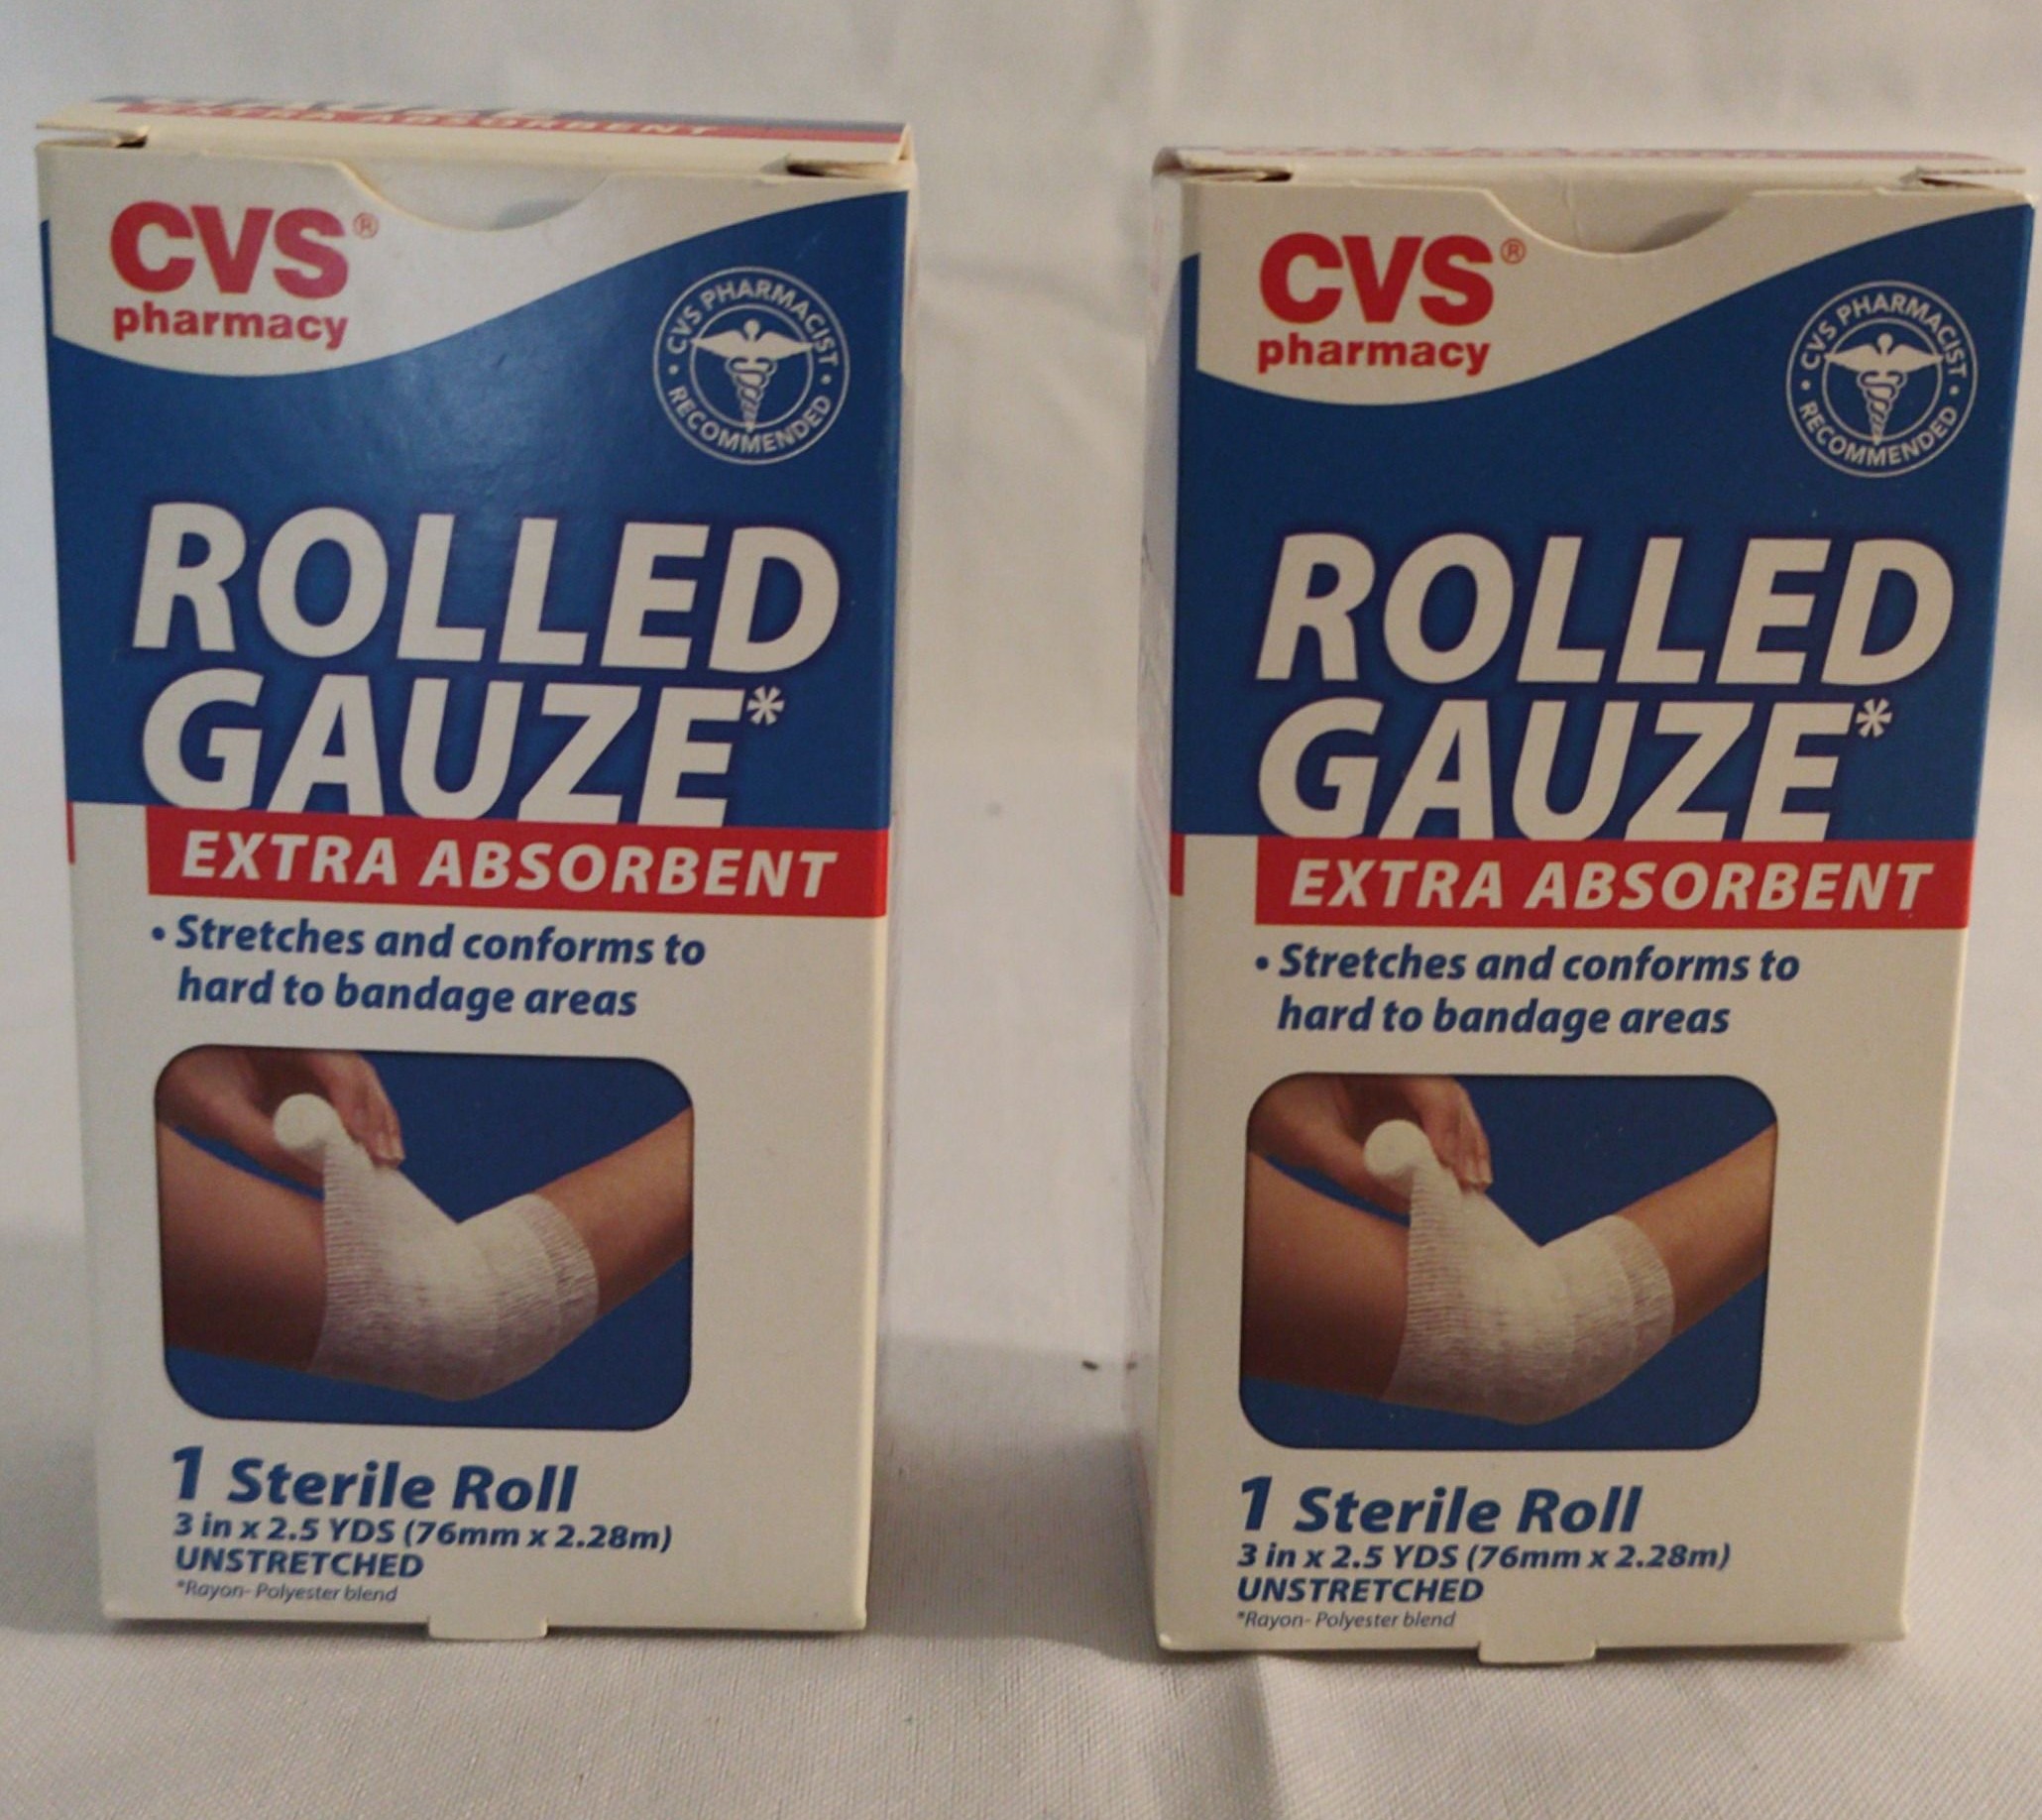 EXTRA ABSORBENT
CVS®
pharmacy
CVS PHARMACIST
• RECOMMENDED •
ROLLED
GAUZE*
EXTRA ABSORBENT
• Stretches and conforms to
hard to bandage areas
1 Sterile Roll
3 in x 2.5 YDS (76mm x 2.28m)
UNSTRETCHED
*Rayon- Polyester blend
CVS®
pharmacy
CVS PHARMACIST
• RECOMMENDED •
ROLLED
GAUZE*
EXTRA ABSORBENT
• Stretches and conforms to
hard to bandage areas
1 Sterile Roll
3 in x 2.5 YDS (76mm x 2.28m)
UNSTRETCHED
*Rayon- Polyester blend